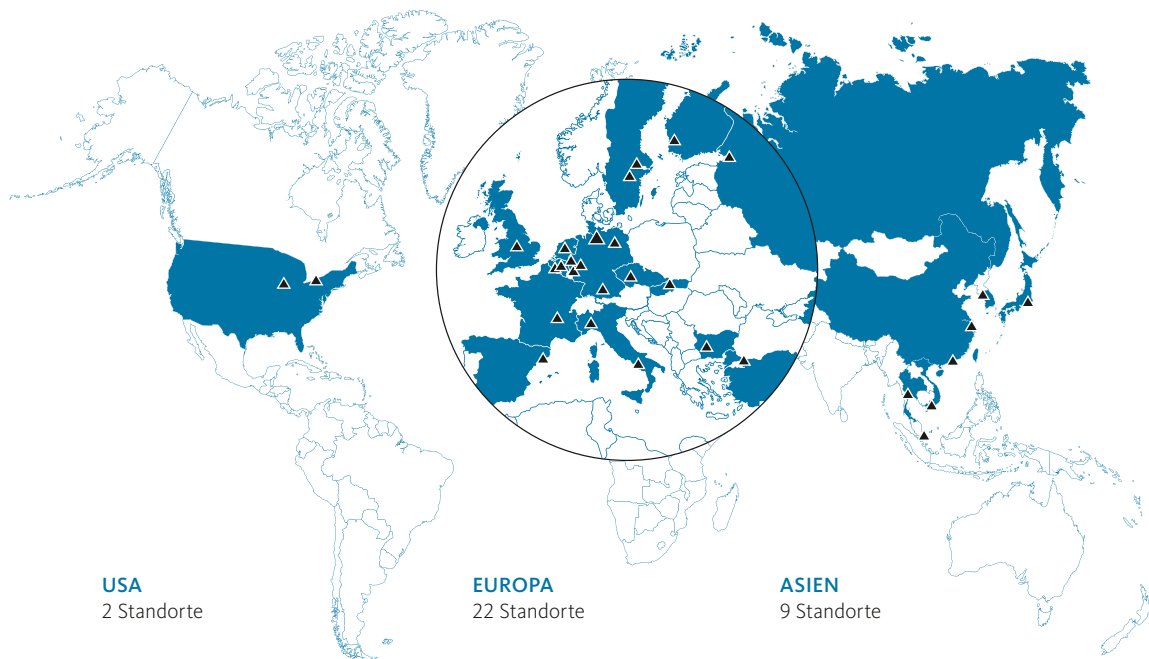 USA
2 Standorte
EUROPA
22 Standorte
ASIEN
9 Standorte